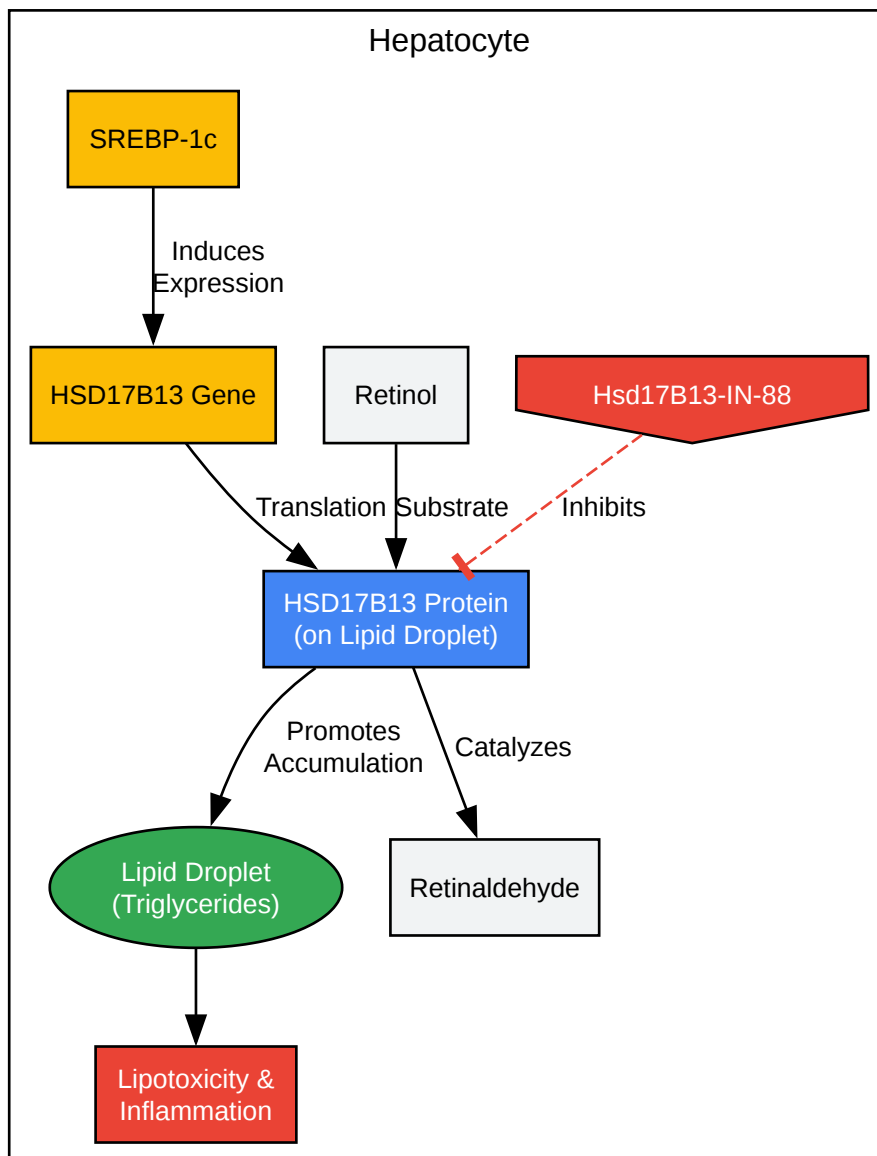 Hepatocyte
SREBP-1c
Induces
Expression
HSD17B13 Gene
Retinol
Hsd17B13-IN-88
Translation
Substrate
Inhibits
HSD17B13 Protein
(on Lipid Droplet)
Promotes
Accumulation
Catalyzes
Lipid Droplet
(Triglycerides)
Retinaldehyde
Lipotoxicity &
Inflammation